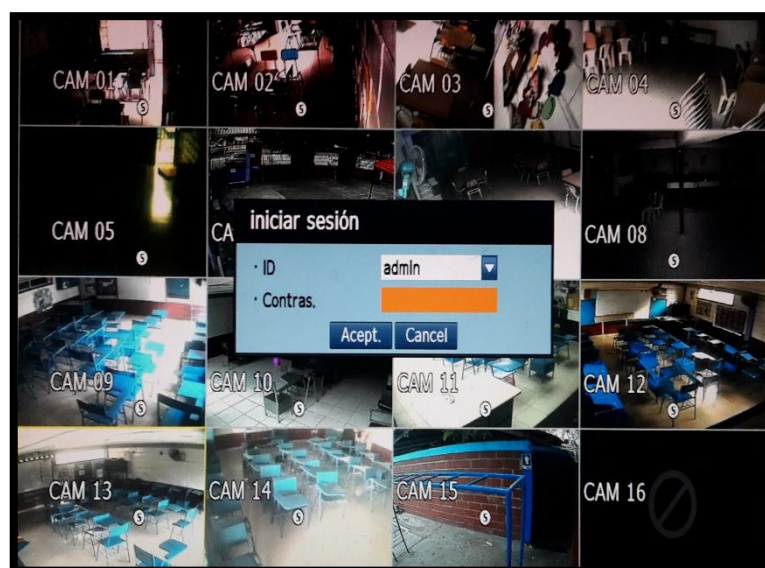 CAM 01
CAM 02
CAM 03
CAM 04
CAM 05
CA
CAM 08
iniciar sesión
· ID
admin
· Contras.
Acept.
Cancel
CAM 09
CAM 10
CAM 11
CAM 12
CAM 13
CAM 14
CAM 15
CAM 16